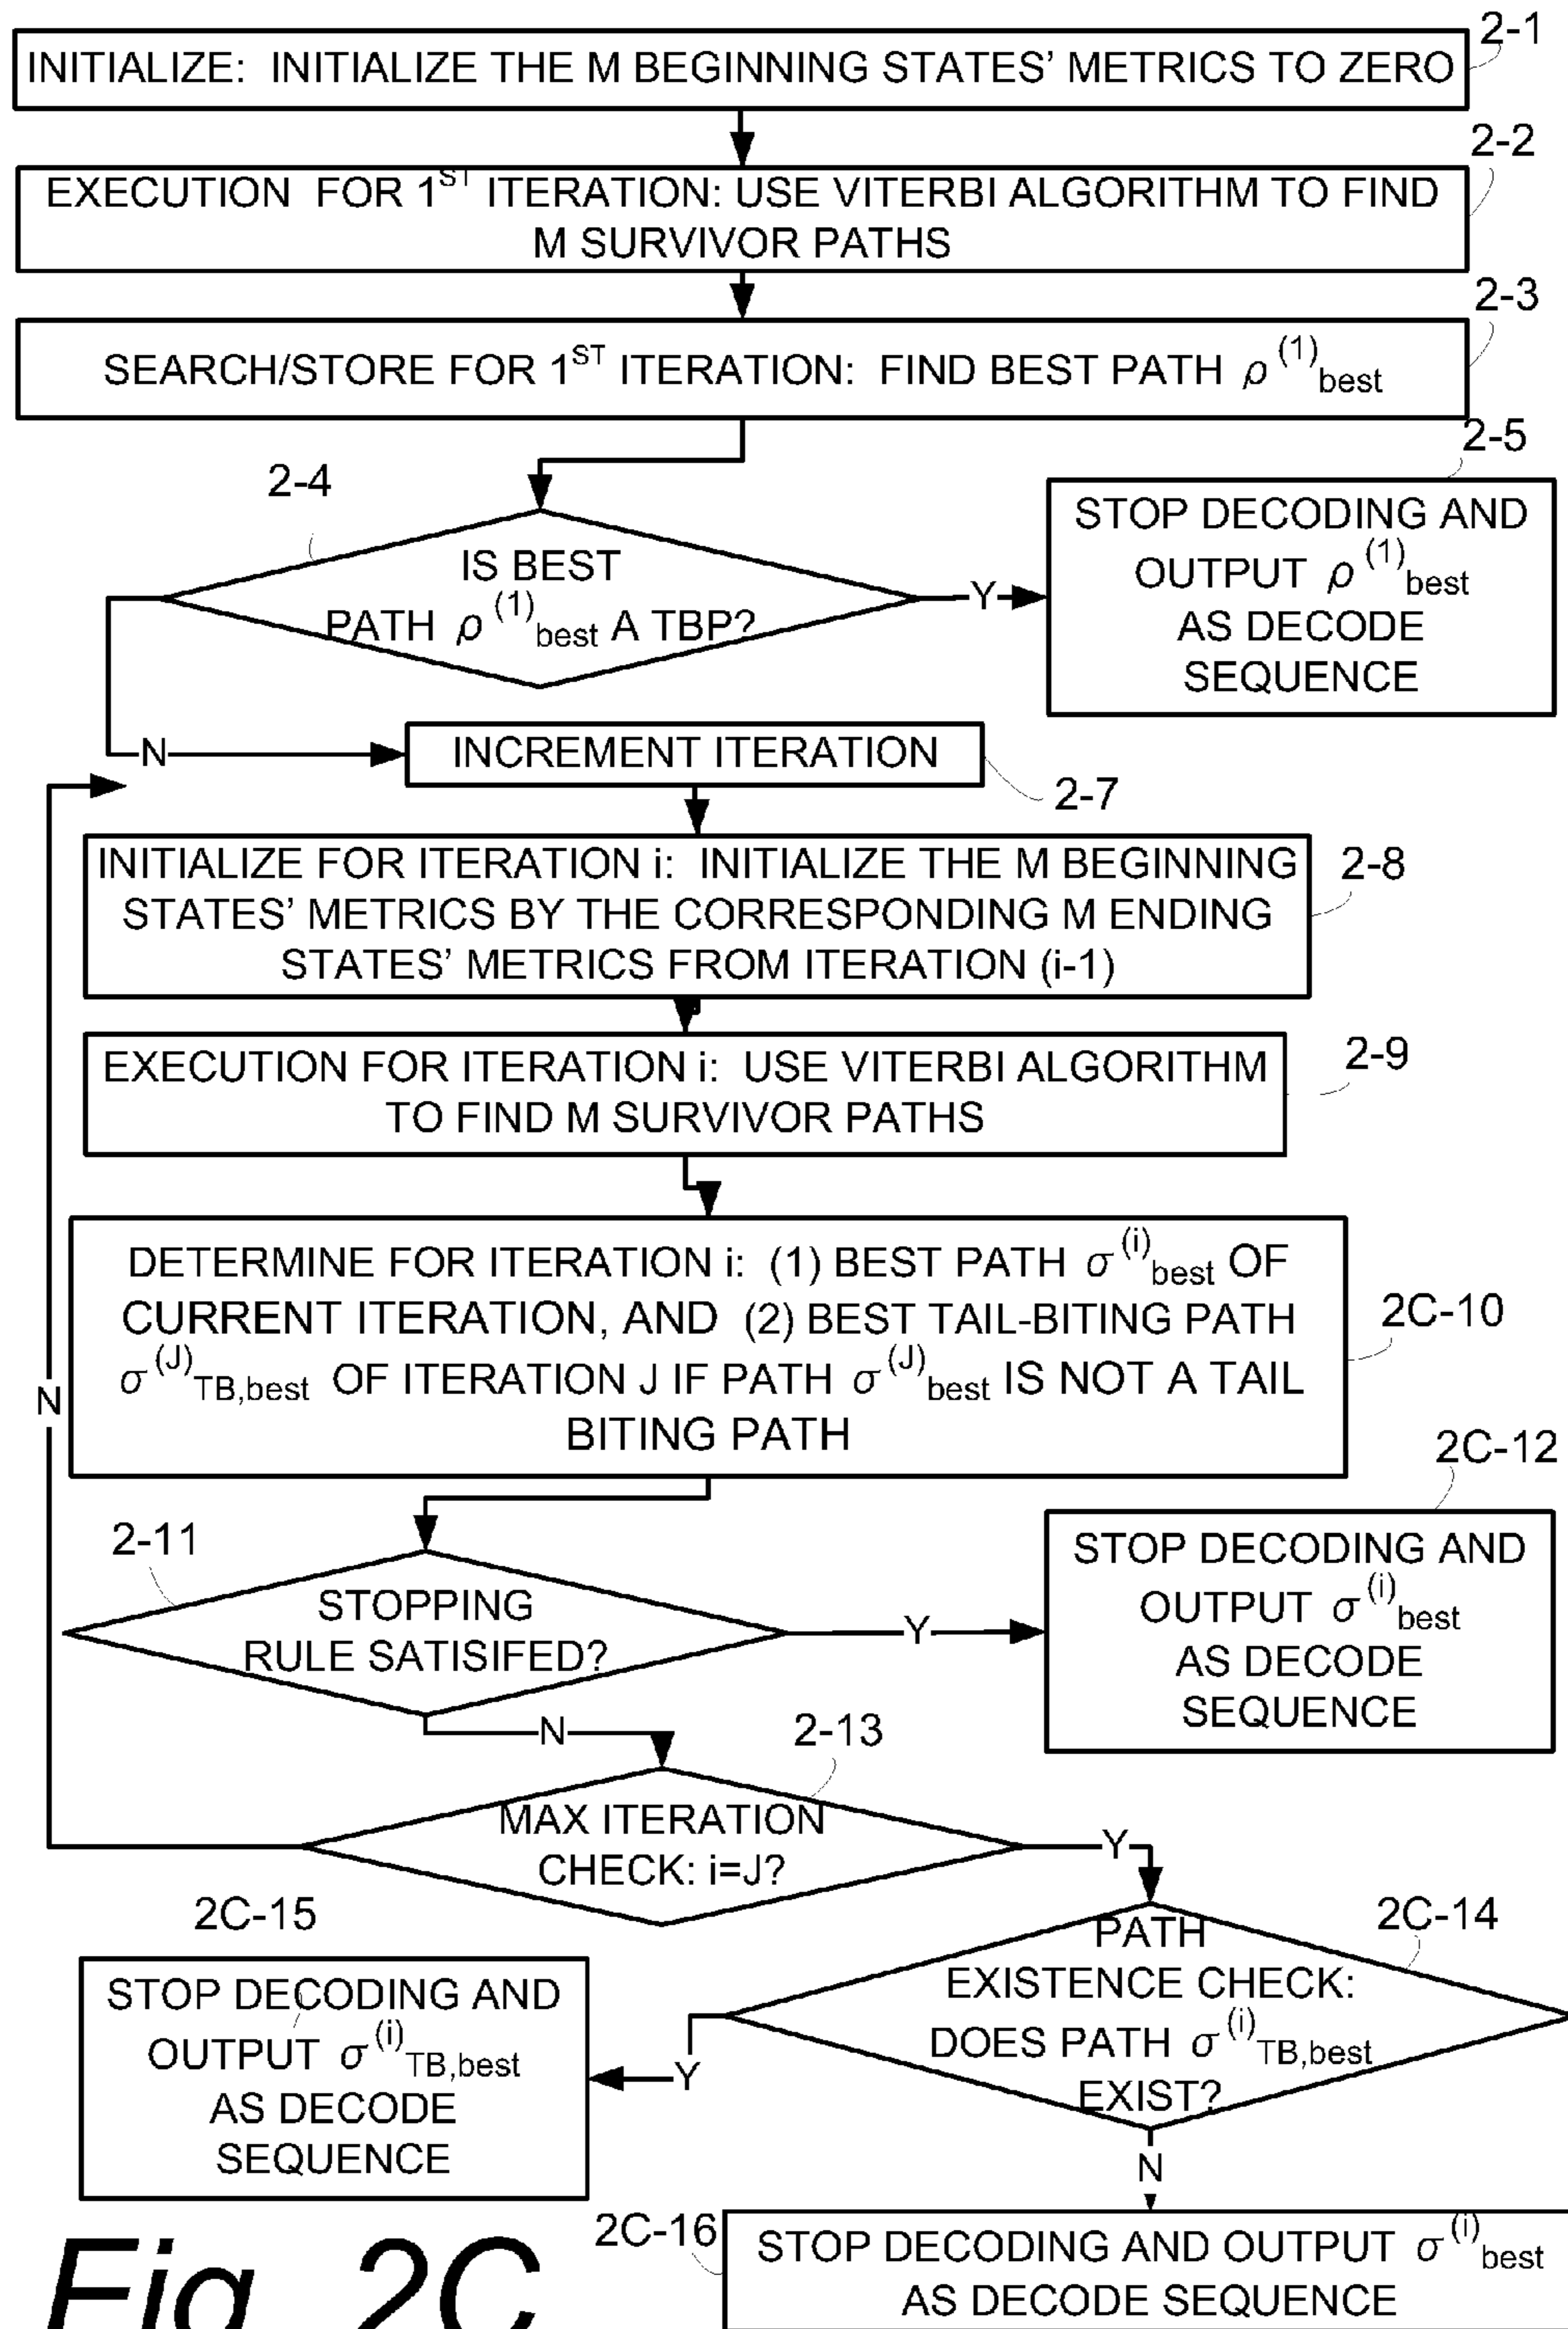 2-1
INITIALIZE: INITIALIZE THE M BEGINNING STATES' METRICS TO ZERO
2-2
EXECUTION FOR 1ST ITERATION: USE VITERBI ALGORITHM TO FIND
M SURVIVOR PATHS
2-3
SEARCH/STORE FOR 1ST ITERATION: FIND BEST PATH ρ(1)best
2-4
IS BEST
PATH ρ(1)best A TBP?
Y
2-5
STOP DECODING AND
OUTPUT ρ(1)best
AS DECODE
SEQUENCE
N
INCREMENT ITERATION
2-7
INITIALIZE FOR ITERATION i: INITIALIZE THE M BEGINNING
STATES' METRICS BY THE CORRESPONDING M ENDING
STATES' METRICS FROM ITERATION (i-1)
2-8
EXECUTION FOR ITERATION i: USE VITERBI ALGORITHM
TO FIND M SURVIVOR PATHS
2-9
DETERMINE FOR ITERATION i: (1) BEST PATH σ(i)best OF
CURRENT ITERATION, AND (2) BEST TAIL-BITING PATH
σ(J)TB,best OF ITERATION J IF PATH σ(J)best IS NOT A TAIL
BITING PATH
2C-10
N
2-11
STOPPING
RULE SATISIFED?
Y
2C-12
STOP DECODING AND
OUTPUT σ(i)best
AS DECODE
SEQUENCE
N
2-13
MAX ITERATION
CHECK: i=J?
Y
2C-14
PATH
EXISTENCE CHECK:
DOES PATH σ(i)TB,best
EXIST?
Y
2C-15
STOP DECODING AND
OUTPUT σ(i)TB,best
AS DECODE
SEQUENCE
N
2C-16
STOP DECODING AND OUTPUT σ(i)best
AS DECODE SEQUENCE
Fig. 2C